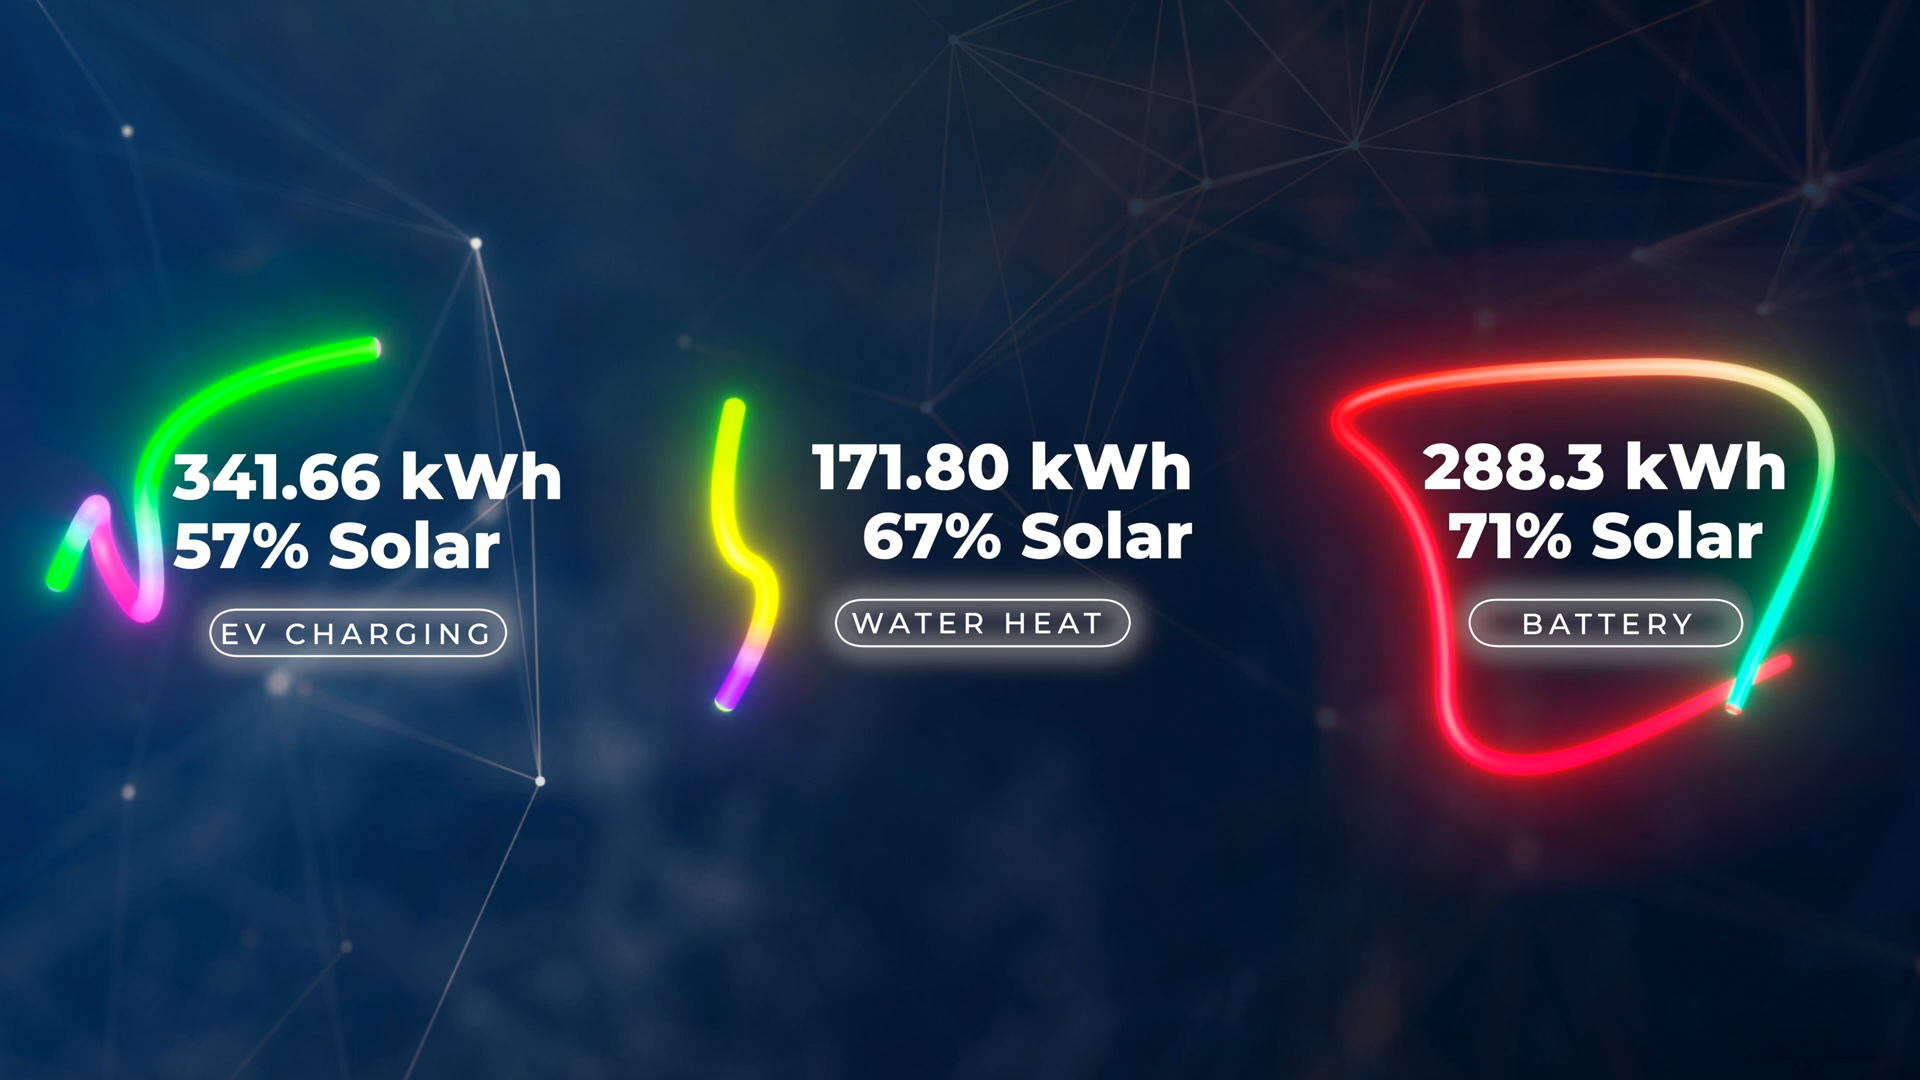 341.66 kWh
57% Solar
EV CHARGING
171.80 kWh
67% Solar
WATER HEAT
288.3 kWh
71% Solar
BATTERY